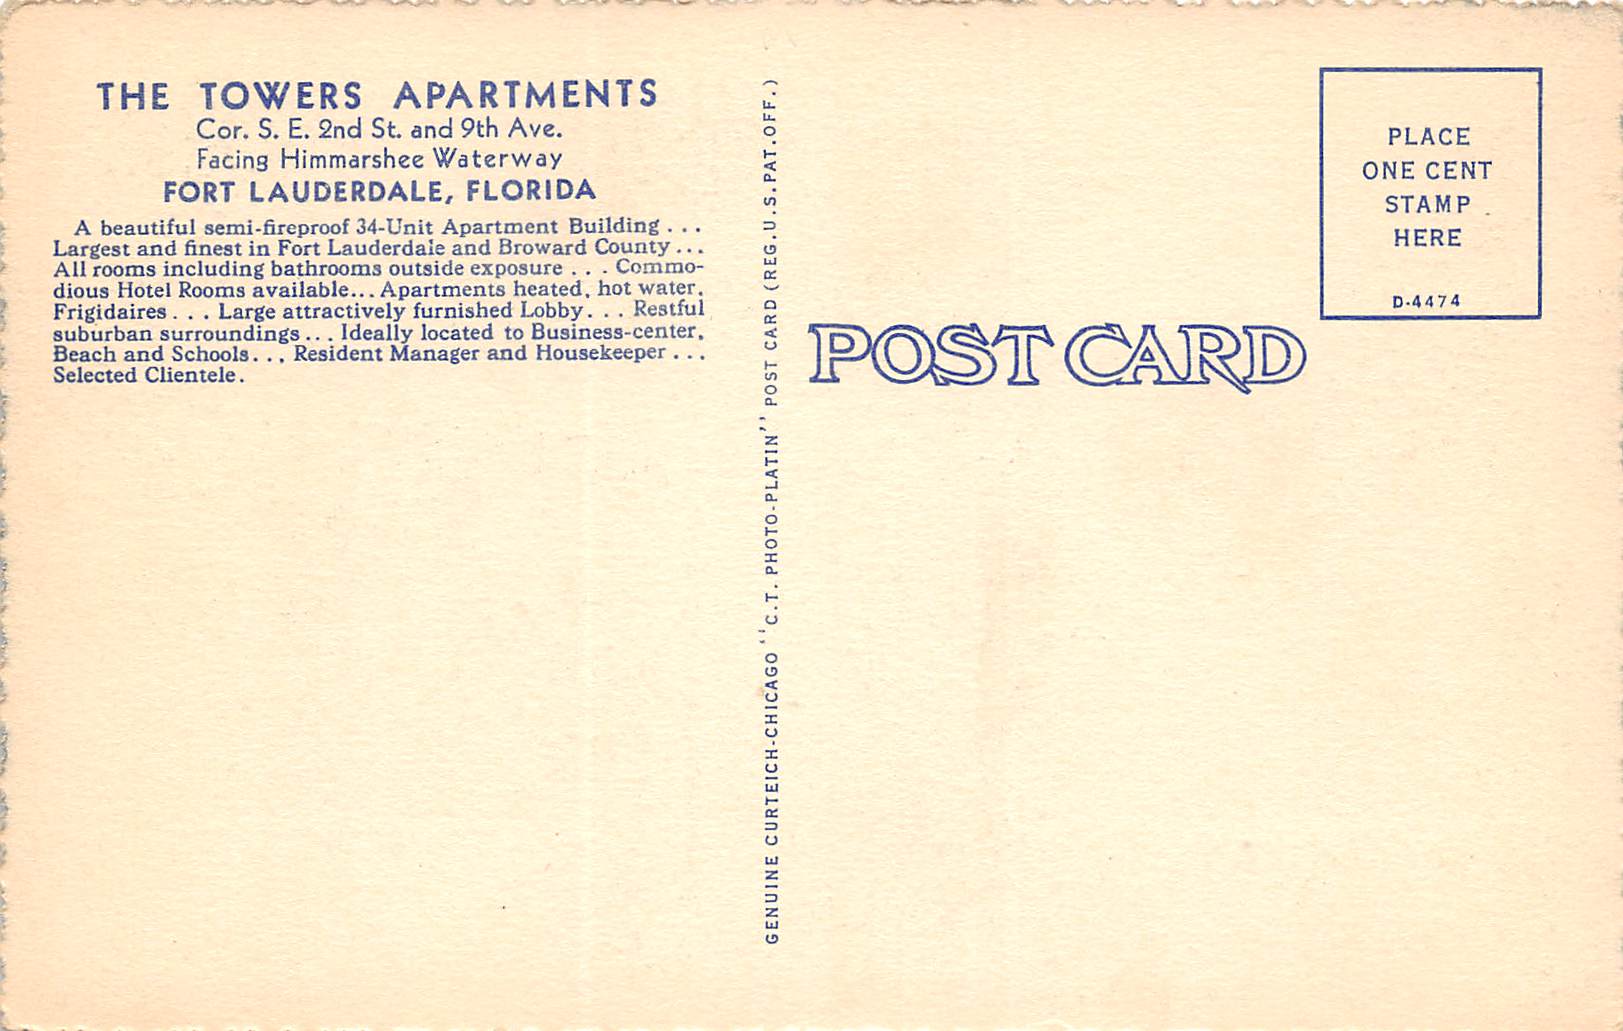 THE TOWERS APARTMENTS
Cor. S. E. 2nd St. and 9th Ave.
Facing Himmarshee Waterway
FORT LAUDERDALE, FLORIDA
A beautiful semi-fireproof 34-Unit Apartment Building . . .
Largest and finest in Fort Lauderdale and Broward County . . .
All rooms including bathrooms outside exposure . . . Commo-
dious Hotel Rooms available... Apartments heated, hot water,
Frigidaires . . . Large attractively furnished Lobby. . . Restful
suburban surroundings . . . Ideally located to Business-center,
Beach and Schools. . . Resident Manager and Housekeeper . . .
Selected Clientele.
GENUINE CURTEICH-CHICAGO "C.T. PHOTO-PLATIN" POST CARD (REG.U.S.PAT.OFF.)
POST CARD
PLACE
ONE CENT
STAMP
HERE
D-4474